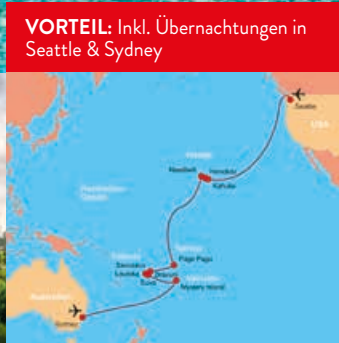 VORTEIL: Inkl. Übernachtungen in
Seattle & Sydney
Seattle
USA
Hawaii
Nawiliwili
Honolulu
Kahului
Pazifischer
Ozean
Samoa
Pago Pago
Savusavu
Lautoka
Suva
Mystery Island
Australien
Sydney